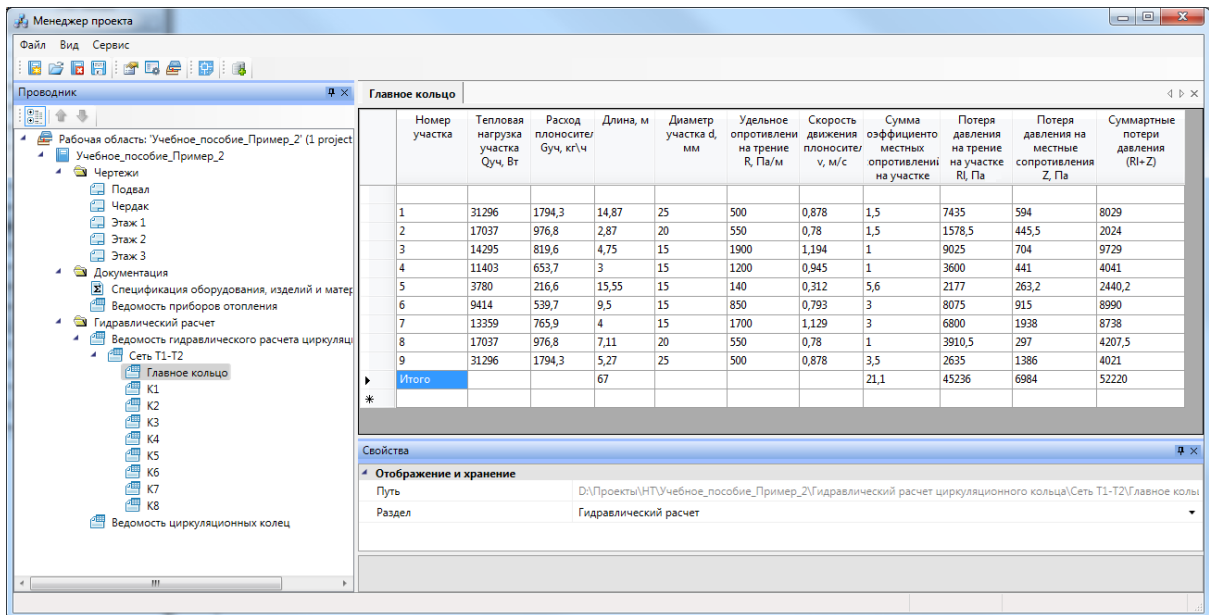 Менеджер проекта
Файл Вид Сервис
Проводник
Рабочая область: 'Учебное_пособие_Пример_2' (1 project
Учебное_пособие_Пример_2
Чертежи
Подвал
Чердак
Этаж 1
Этаж 2
Этаж 3
Документация
Спецификация оборудования, изделий и матер
Ведомость приборов отопления
Гидравлический расчет
Ведомость гидравлического расчета циркуляц
Сеть Т1-Т2
Главное кольцо
К1
К2
К3
К4
К5
К6
К7
К8
Ведомость циркуляционных колец
Главное кольцо
Номер участка Тепловая нагрузка участка Qуч, Вт Расход плоносител Gуч, кг\ч Длина, м Диаметр участка d, мм Удельное опротивлени на трение R, Па/м Скорость движения плоносител v, м/с Сумма оэффициенто местных опротивлени на участке Потеря давления на трение на участке Rl, Па Потеря давления на местные сопротивления Z, Па Суммартные потери давления (Rl+Z)
1 31296 1794,3 14,87 25 500 0,878 1,5 7435 594 8029
2 17037 976,8 2,87 20 550 0,78 1,5 1578,5 445,5 2024
3 14295 819,6 4,75 15 1900 1,194 1 9025 704 9729
4 11403 653,7 3 15 1200 0,945 1 3600 441 4041
5 3780 216,6 15,55 15 140 0,312 5,6 2177 263,2 2440,2
6 9414 539,7 9,5 15 850 0,793 3 8075 915 8990
7 13359 765,9 4 15 1700 1,129 3 6800 1938 8738
8 17037 976,8 7,11 20 550 0,78 1 3910,5 297 4207,5
9 31296 1794,3 5,27 25 500 0,878 3,5 2635 1386 4021
Итого 67 21,1 45236 6984 52220
Свойства
Отображение и хранение
Путь D:\Проекты\НТ\Учебное_пособие_Пример_2\Гидравлический расчет циркуляционного кольца\Сеть Т1-Т2\Главное коль
Раздел Гидравлический расчет